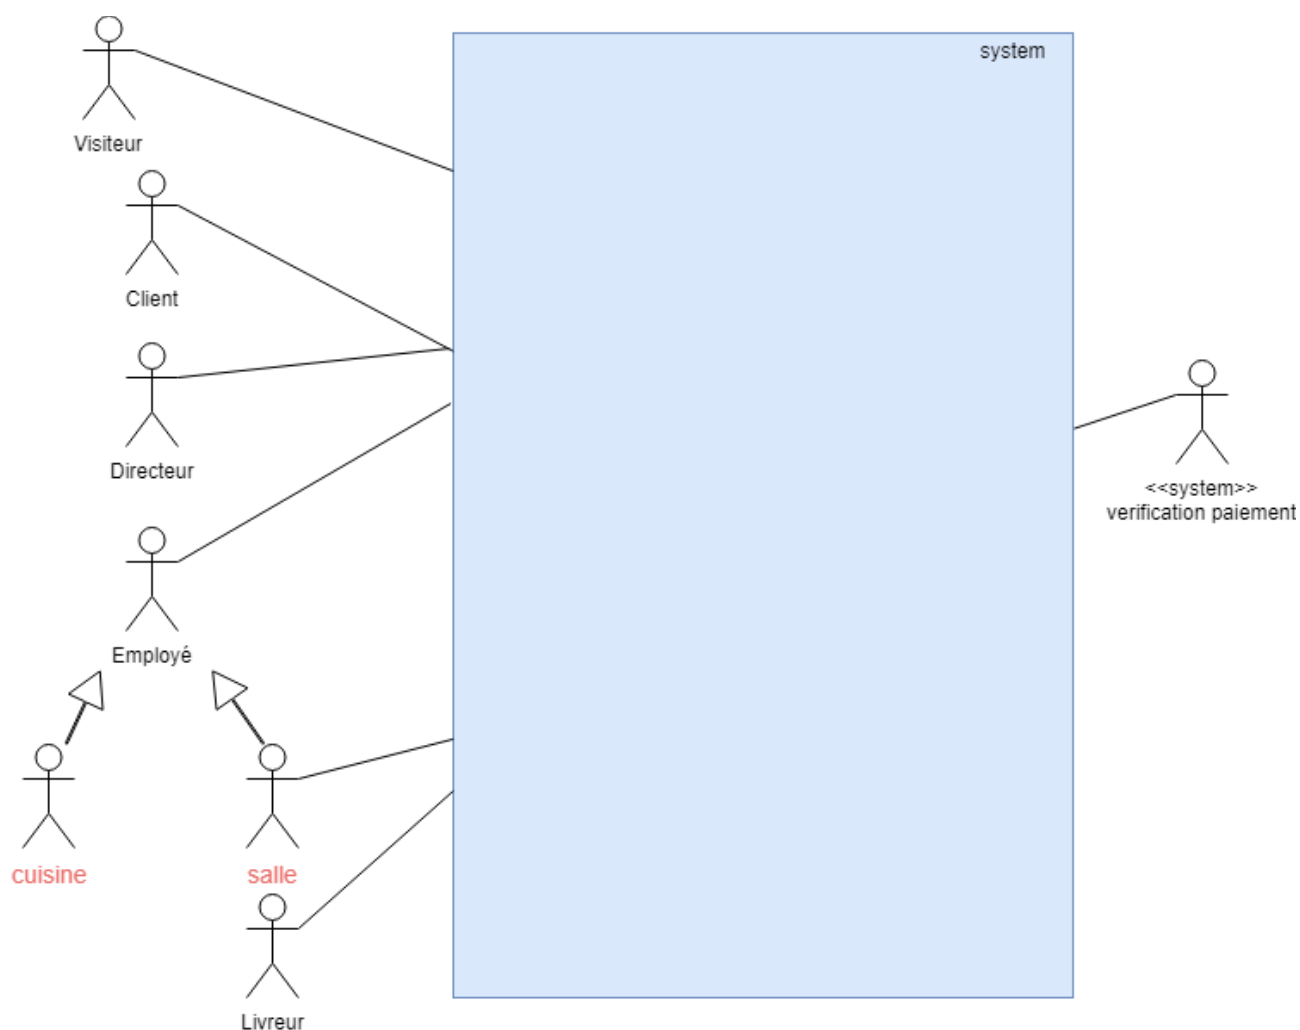 system
Visiteur
Client
Directeur
<<system>>
verification paiement
Employé
cuisine
salle
Livreur